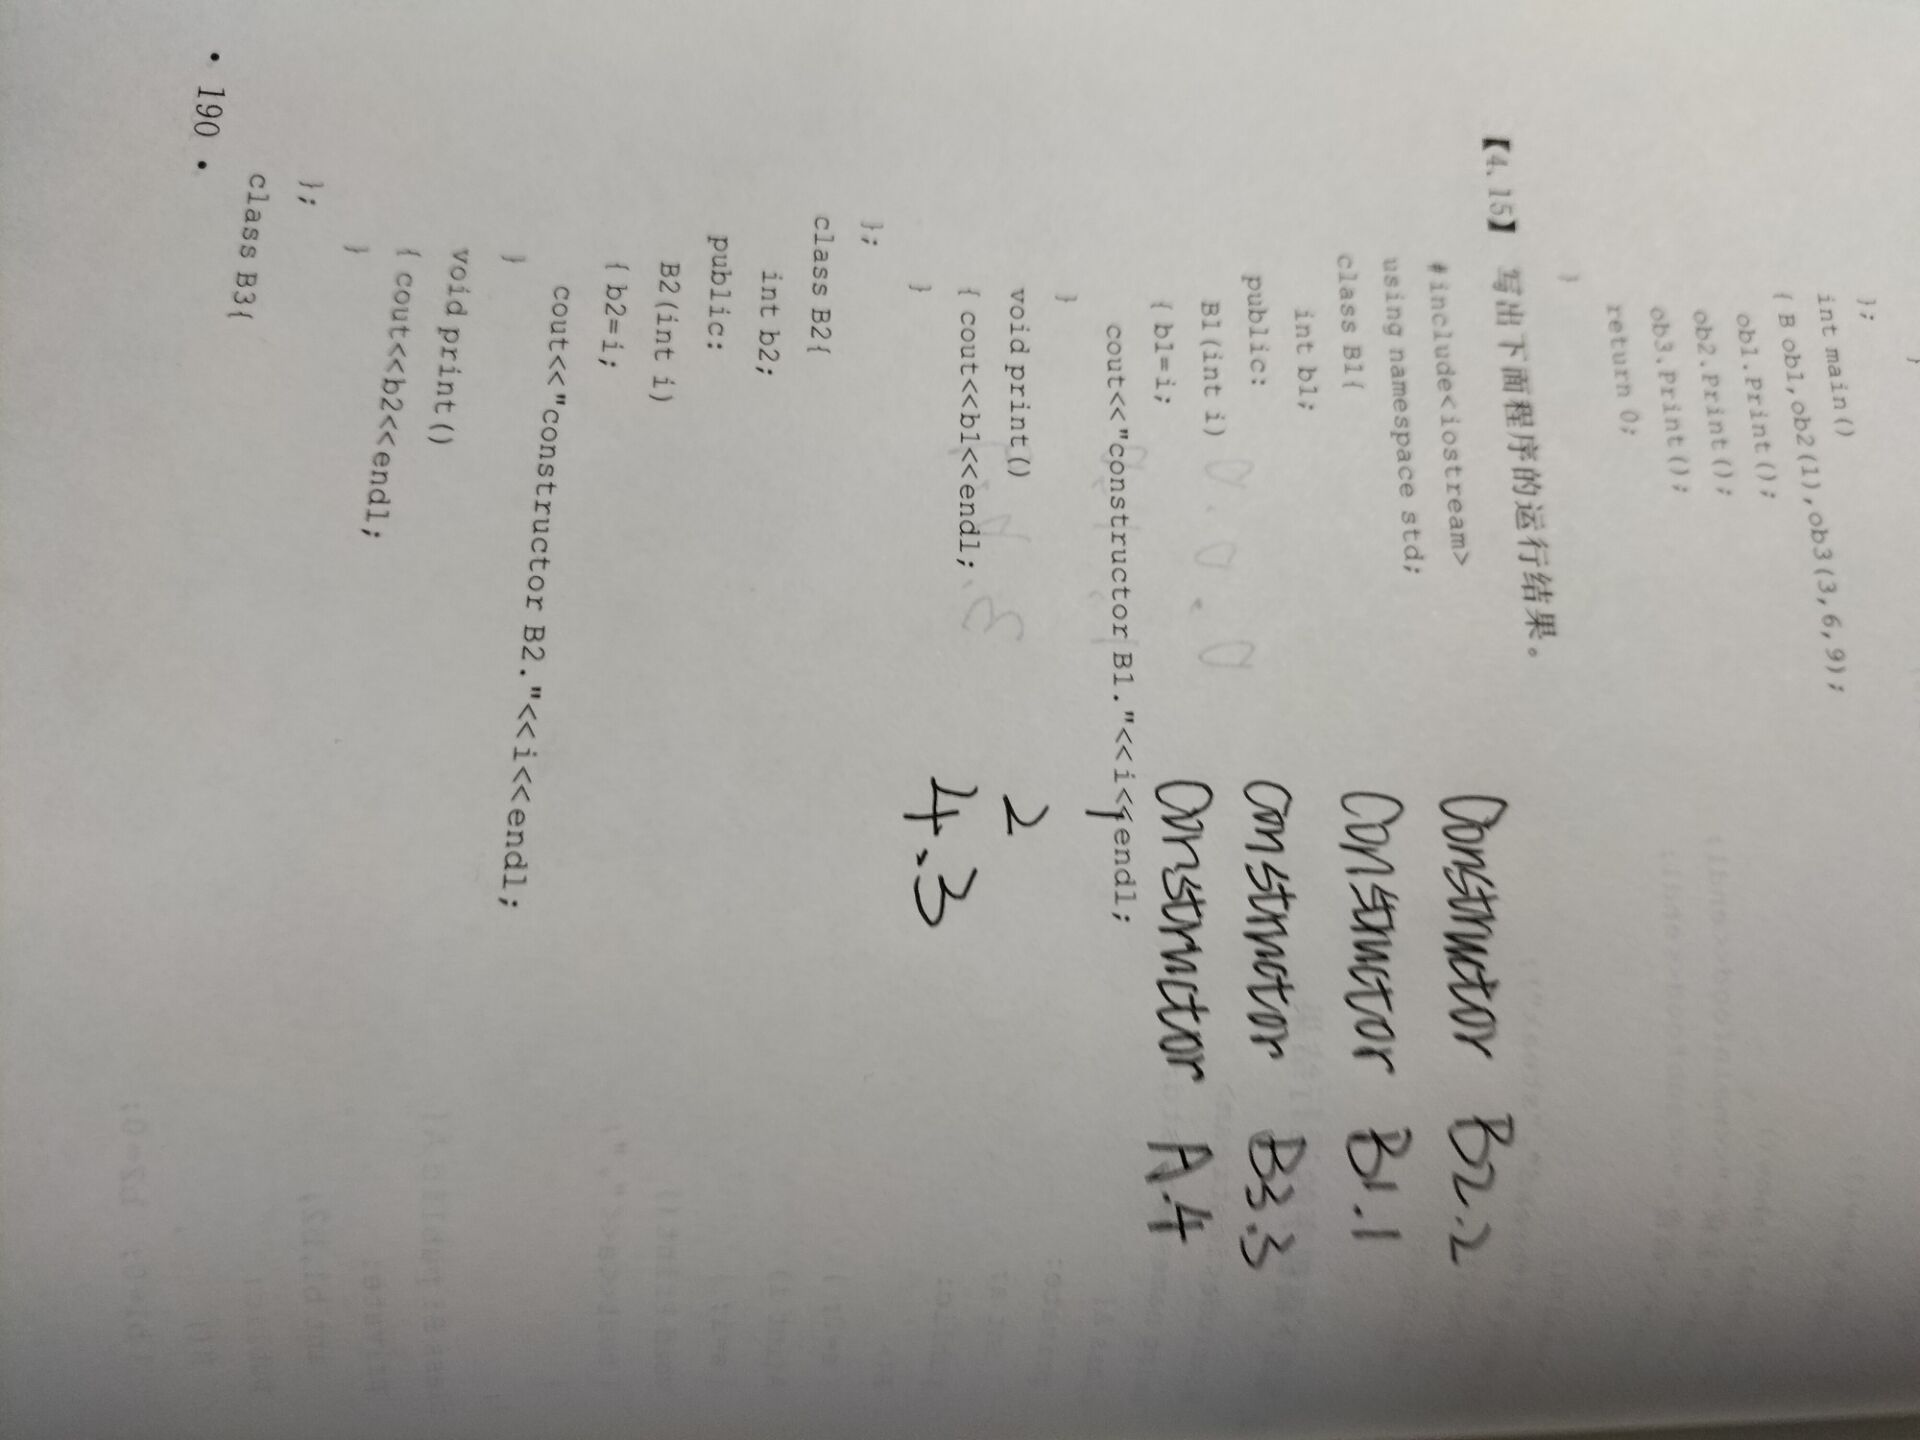 }
};
int main()
{ B ob1,ob2(1),ob3(3,6,9);
ob1.Print();
ob2.Print();
ob3.Print();
return 0;
}
【4.15】 写出下面程序的运行结果。
#include<iostream>
using namespace std;
class B1{
int b1;
public:
B1(int i)
{ b1=i;
cout<<"constructor B1."<<i<<endl;
}
void print()
{ cout<<b1<<endl;
}
};
class B2{
int b2;
public:
B2(int i)
{ b2=i;
cout<<"constructor B2."<<i<<endl;
}
void print()
{ cout<<b2<<endl;
}
};
class B3{
• 190 •
Constructor B2.2
Constructor B1.1
Constructor B3.3
Constructor A.4
1
2
4.3